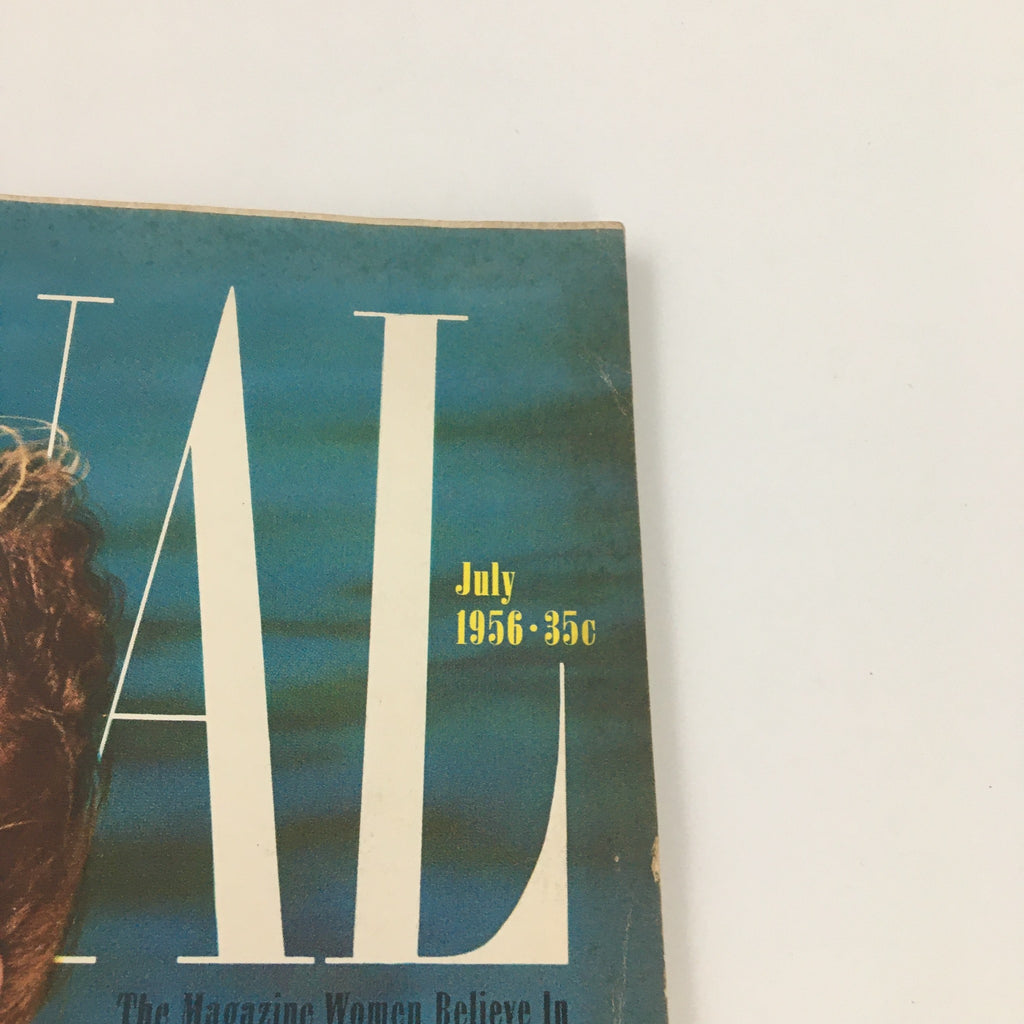 AL
July
1956·35c
The Magazine Women Believe In